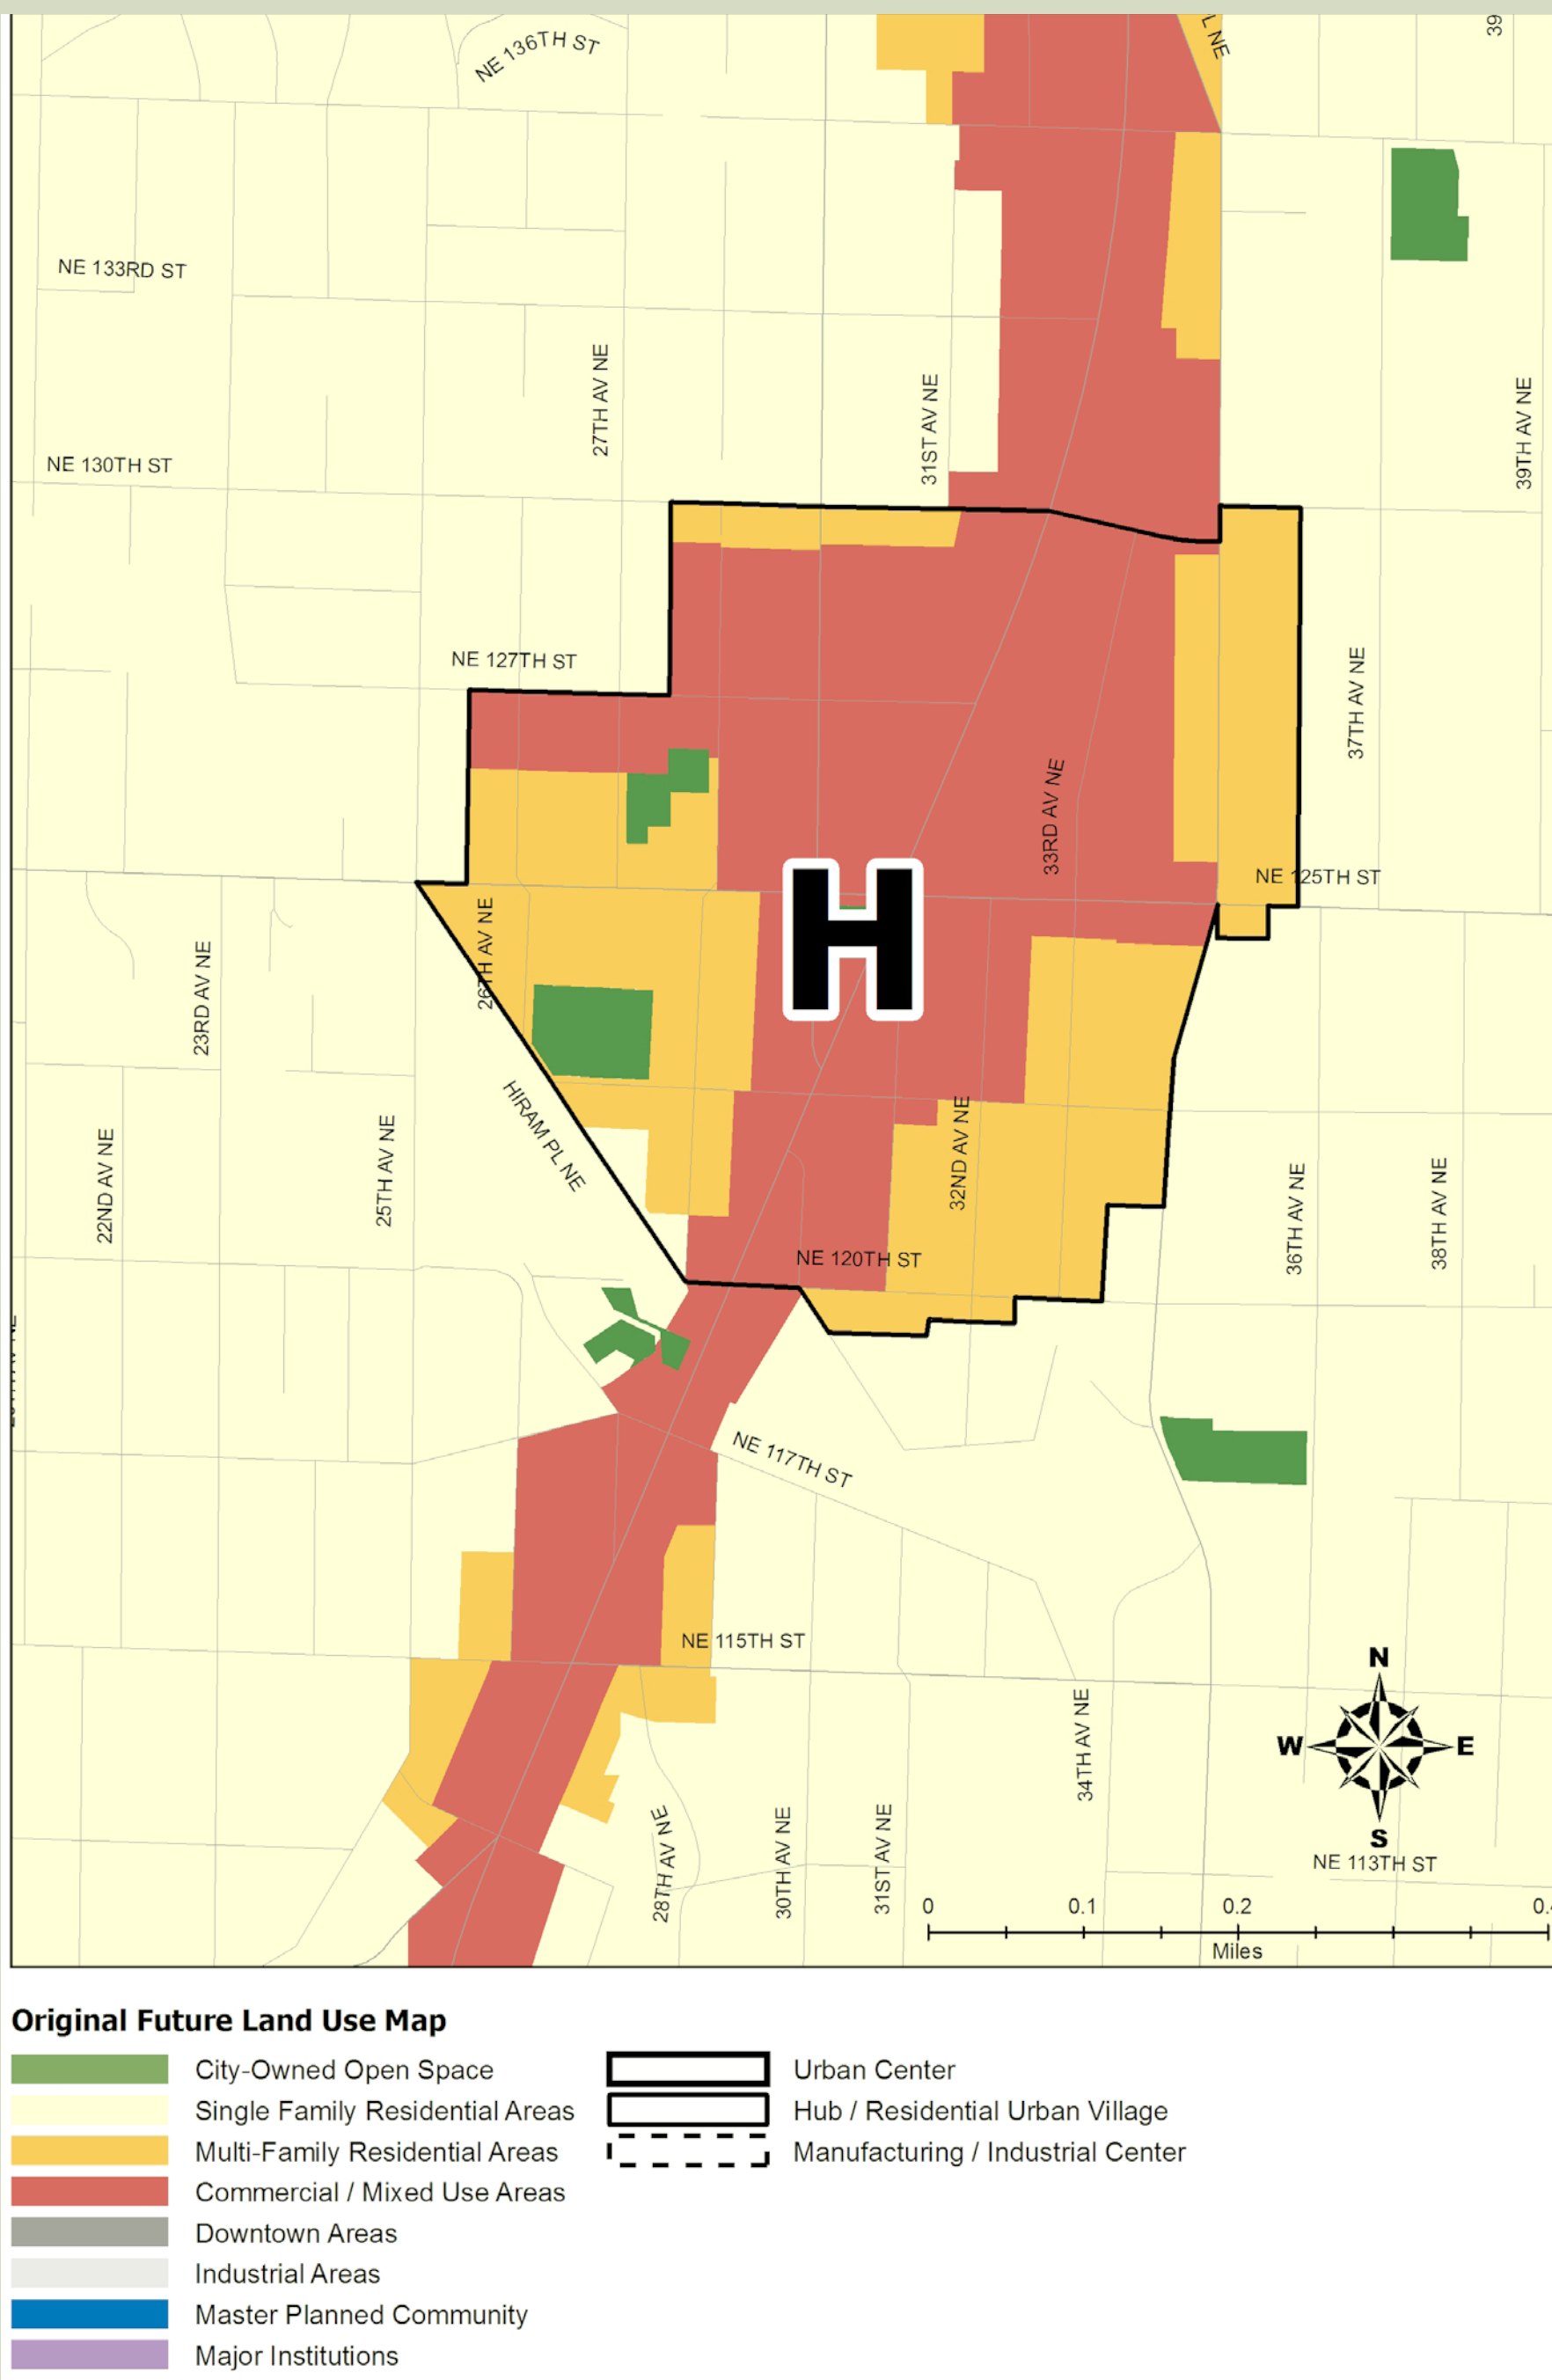 NE 136TH ST
L NE
39
NE 133RD ST
27TH AV NE
31ST AV NE
39TH AV NE
NE 130TH ST
NE 127TH ST
37TH AV NE
33RD AV NE
NE 125TH ST
H
26TH AV NE
23RD AV NE
HIRAM PL NE
22ND AV NE
25TH AV NE
32ND AV NE
36TH AV NE
38TH AV NE
NE 120TH ST
NE 117TH ST
NE 115TH ST
N
W
E
S
34TH AV NE
28TH AV NE
30TH AV NE
31ST AV NE
NE 113TH ST
0 0.1 0.2 0.
Miles
Original Future Land Use Map
City-Owned Open Space
Single Family Residential Areas
Multi-Family Residential Areas
Commercial / Mixed Use Areas
Downtown Areas
Industrial Areas
Master Planned Community
Major Institutions
Urban Center
Hub / Residential Urban Village
Manufacturing / Industrial Center